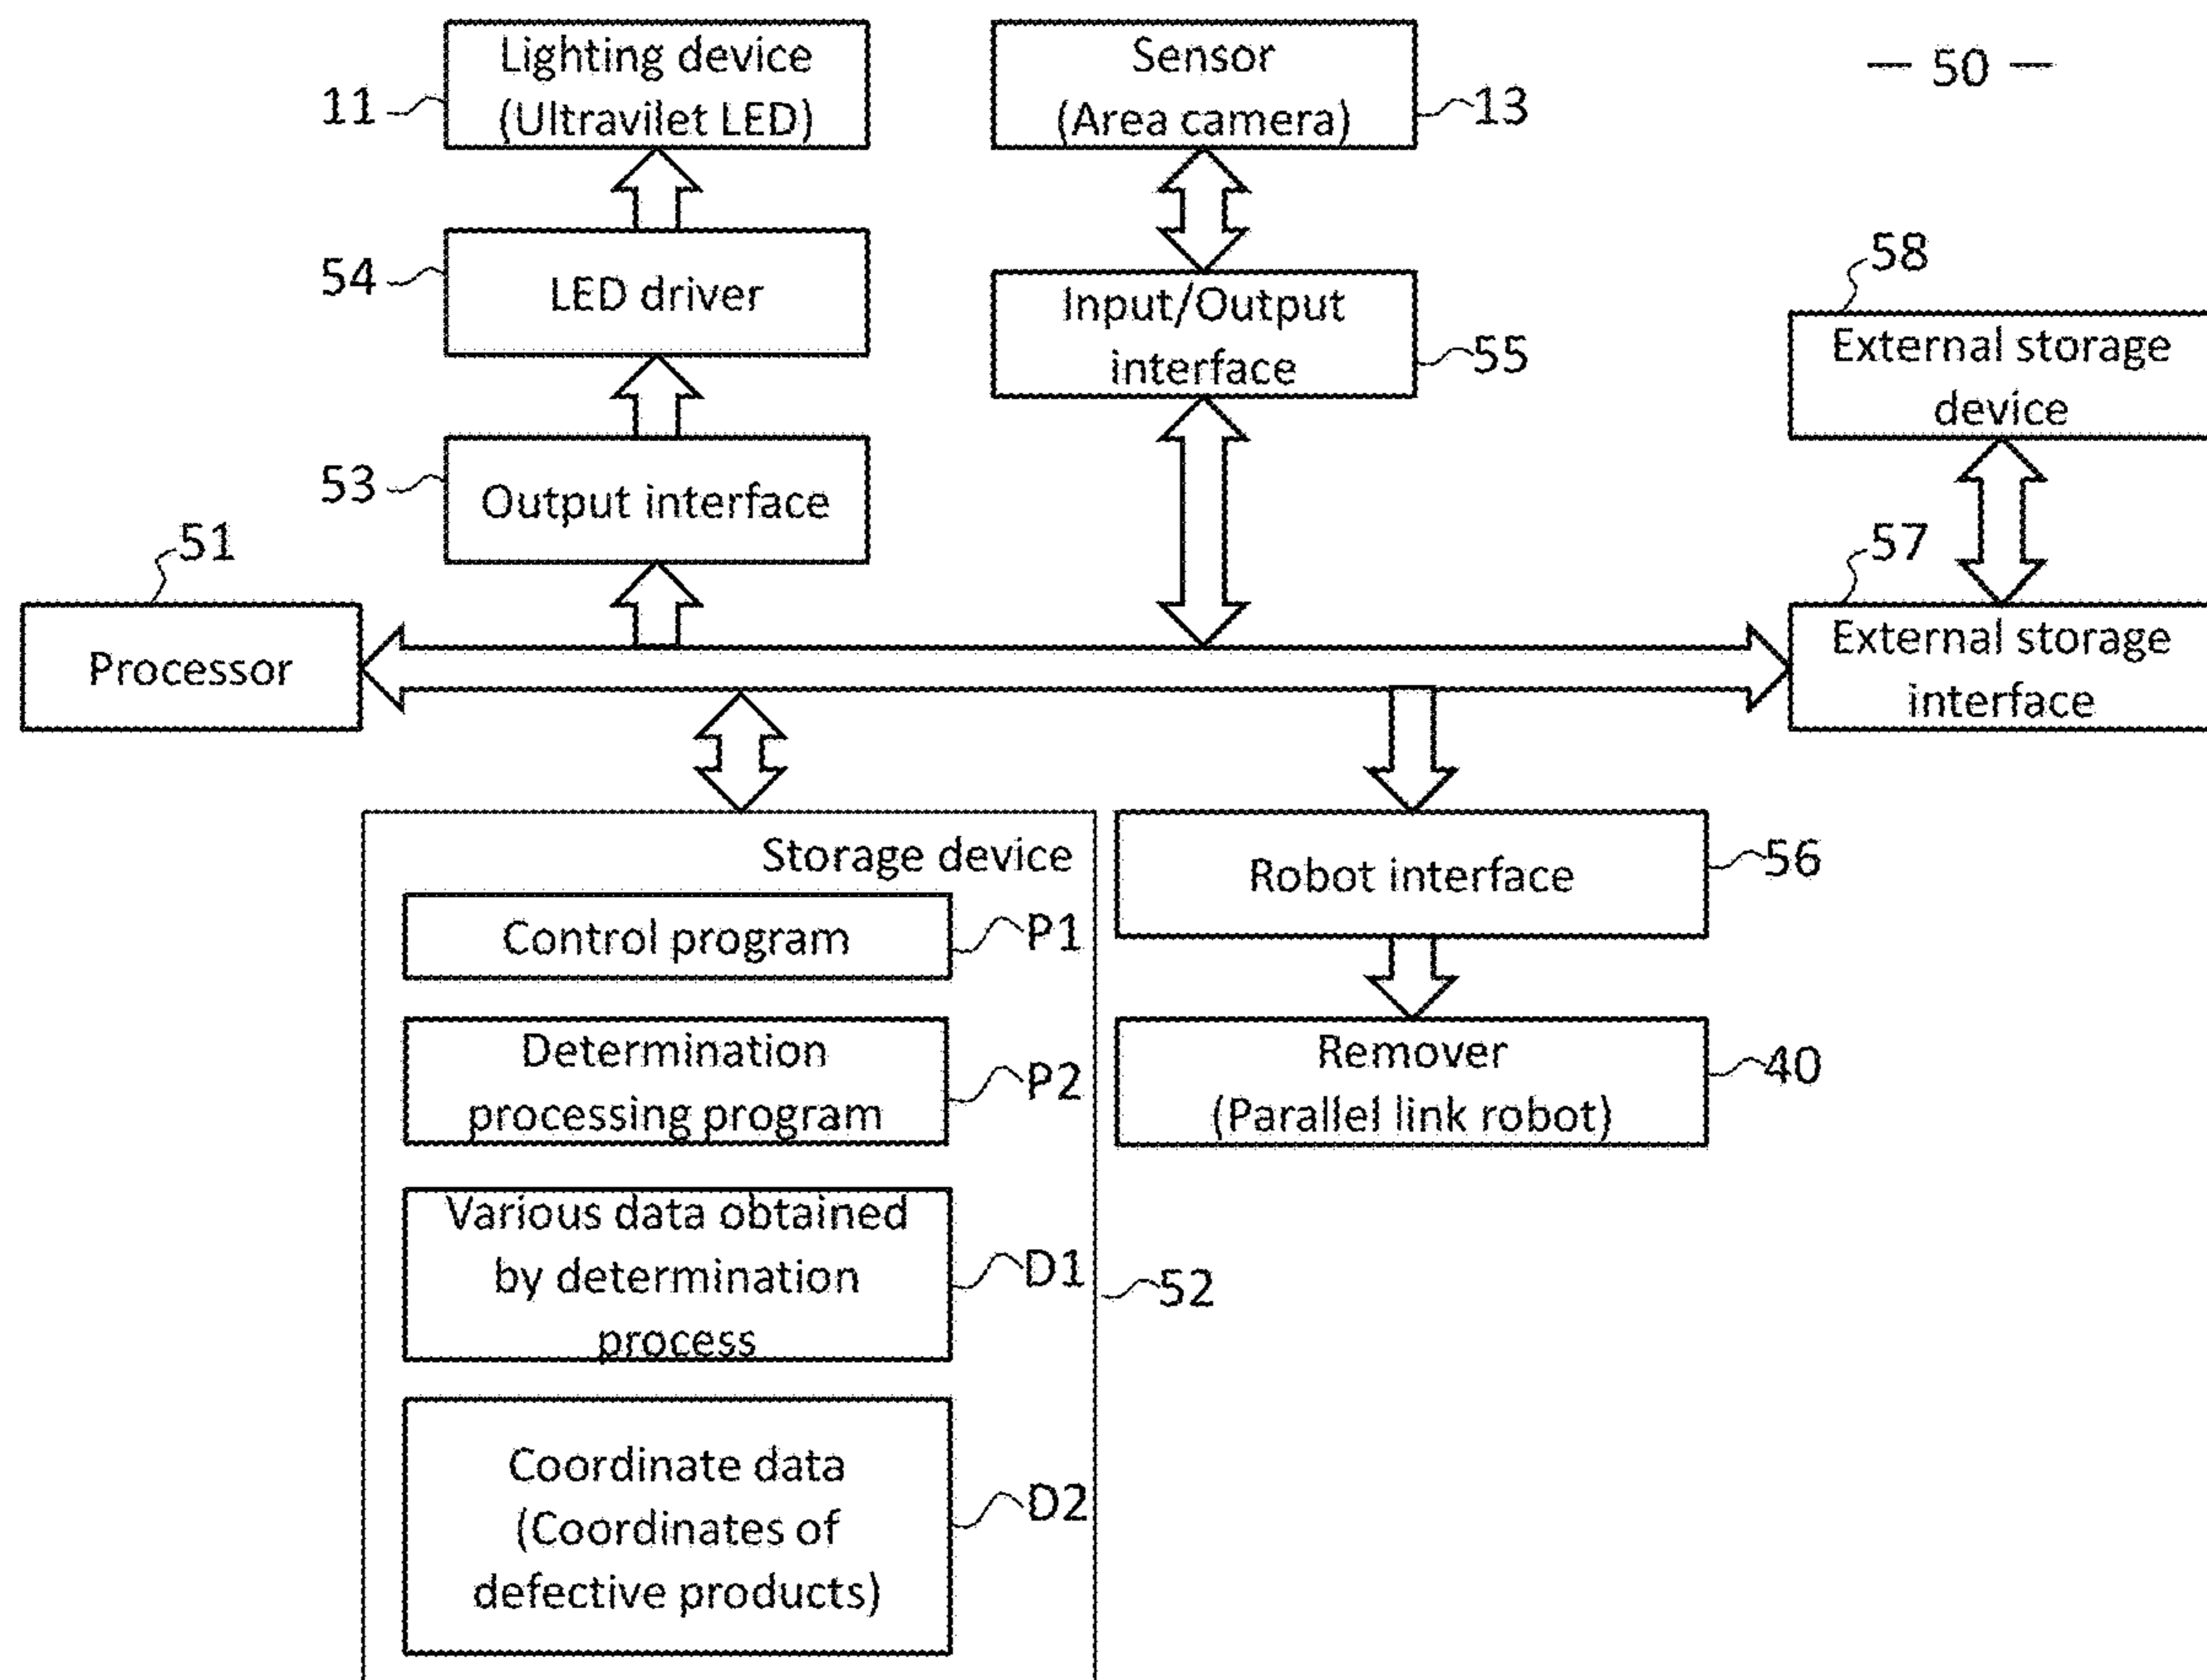 Lighting device
(Ultravilet LED)
11
Sensor
(Area camera)
13
— 50 —
LED driver
54
Input/Output
interface
55
58
External storage
device
Output interface
53
51
Processor
57
External storage
interface
Storage device
Control program
P1
Determination
processing program
P2
Various data obtained
by determination
process
D1
52
Coordinate data
(Coordinates of
defective products)
D2
Robot interface
56
Remover
(Parallel link robot)
40